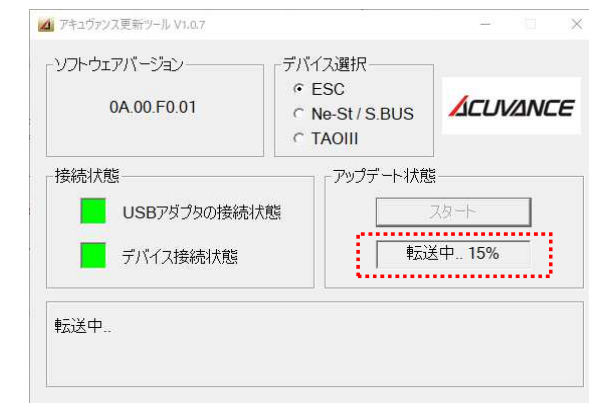 アキュヴァンス更新ツール V1.0.7
ソフトウェアバージョン
0A.00.F0.01
デバイス選択
ESC
Ne-St / S.BUS
TAOIII
ACUVANCE
接続状態
USBアダプタの接続状態
デバイス接続状態
アップデート状態
スタート
転送中.. 15%
転送中..